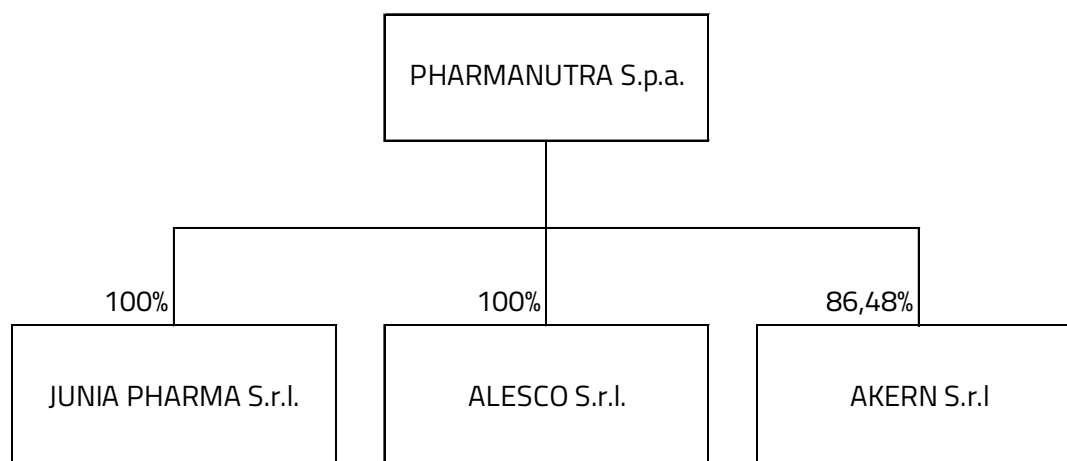 PHARMANUTRA S.p.a.
100%
100%
86,48%
JUNIA PHARMA S.r.l.
ALESCO S.r.l.
AKERN S.r.l